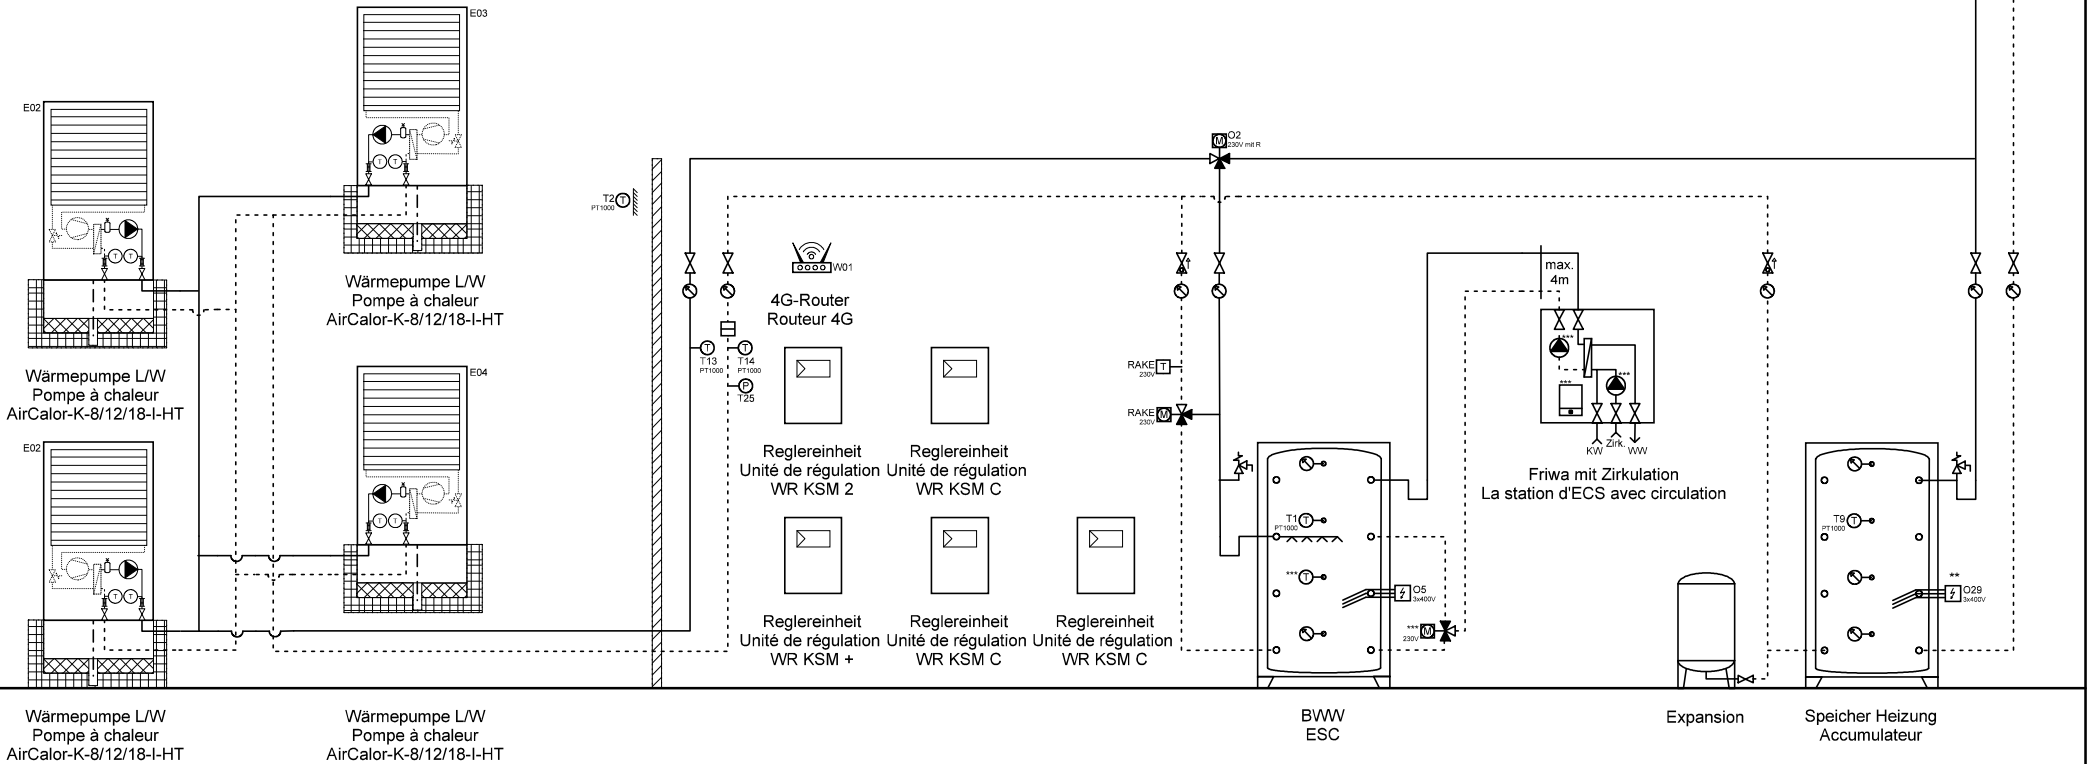 E03
E02
O2
230V mit R
T2
PT1000
T
M
T T
T T
W01
max.
4m
Wärmepumpe L/W
Pompe à chaleur
AirCalor-K-8/12/18-I-HT
4G-Router
Routeur 4G
T
T13
PT1000
T
T14
PT1000
P
T25
***
RAKE
230V
T
E04
Wärmepumpe L/W
Pompe à chaleur
AirCalor-K-8/12/18-I-HT
***
***
RAKE
230V
M
KW
Zirk.
WW
E02
Reglereinheit
Unité de régulation
WR KSM 2
Reglereinheit
Unité de régulation
WR KSM C
Friwa mit Zirkulation
La station d'ECS avec circulation
T T
T1
PT1000
T
T9
PT1000
T
***
T
O5
3x400V
**
O29
3x400V
T T
Reglereinheit
Unité de régulation
WR KSM +
Reglereinheit
Unité de régulation
WR KSM C
Reglereinheit
Unité de régulation
WR KSM C
***
230V
M
Wärmepumpe L/W
Pompe à chaleur
AirCalor-K-8/12/18-I-HT
Wärmepumpe L/W
Pompe à chaleur
AirCalor-K-8/12/18-I-HT
BWW
ESC
Expansion
Speicher Heizung
Accumulateur